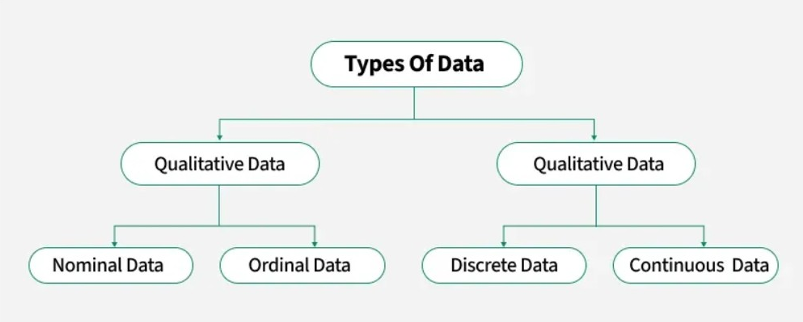 Types Of Data
Qualitative Data
Qualitative Data
Nominal Data
Ordinal Data
Discrete Data
Continuous Data